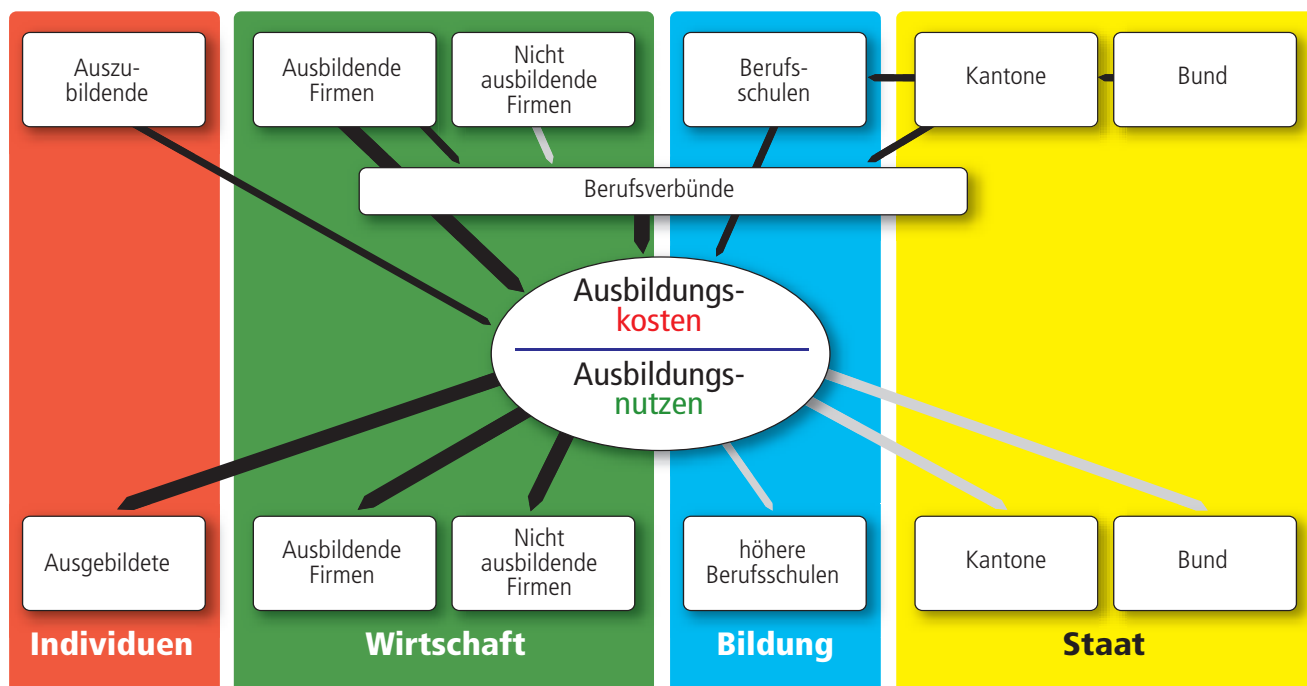 Auszu-
bildende
Ausbildende
Firmen
Nicht
ausbildende
Firmen
Berufs-
schulen
Kantone
Bund
Berufsverbünde
Ausbildungs-
kosten
Ausbildungs-
nutzen
Ausgebildete
Ausbildende
Firmen
Nicht
ausbildende
Firmen
höhere
Berufsschulen
Kantone
Bund
Individuen
Wirtschaft
Bildung
Staat